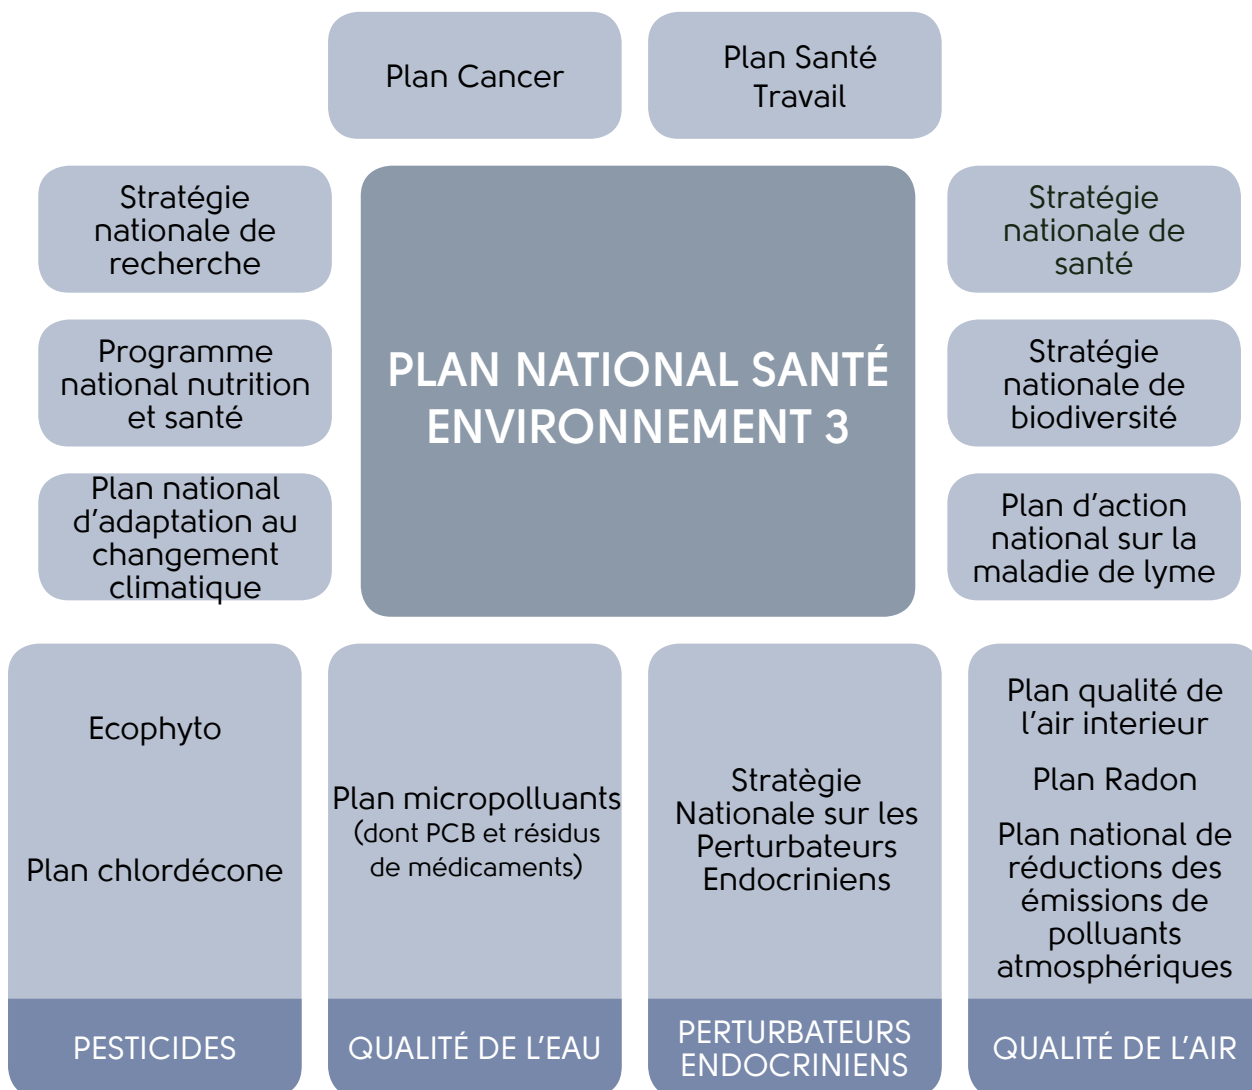 Plan Cancer
Plan Santé
Travail
Stratégie
nationale de
recherche
Programme
national nutrition
et santé
Plan national
d'adaptation au
changement
climatique
PLAN NATIONAL SANTÉ
ENVIRONNEMENT 3
Stratégie
nationale de
santé
Stratégie
nationale de
biodiversité
Plan d'action
national sur la
maladie de lyme
Ecophyto
Plan chlordécone
PESTICIDES
Plan micropolluants
(dont PCB et résidus
de médicaments)
QUALITÉ DE L'EAU
Stratègie
Nationale sur les
Perturbateurs
Endocriniens
PERTURBATEURS
ENDOCRINIENS
Plan qualité de
l'air interieur
Plan Radon
Plan national de
réductions des
émissions de
polluants
atmosphériques
QUALITÉ DE L'AIR